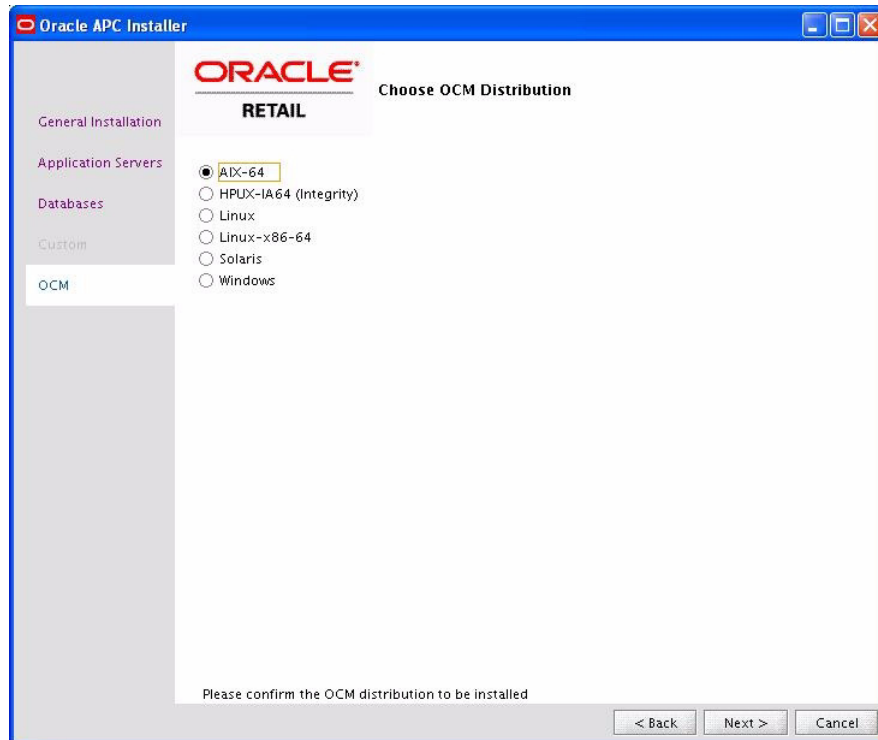 Oracle APC Installer
ORACLE
RETAIL
Choose OCM Distribution
General Installation
Application Servers
Databases
Custom
OCM
AIX-64
HPUX-IA64 (Integrity)
Linux
Linux-x86-64
Solaris
Windows
Please confirm the OCM distribution to be installed
< Back
Next >
Cancel